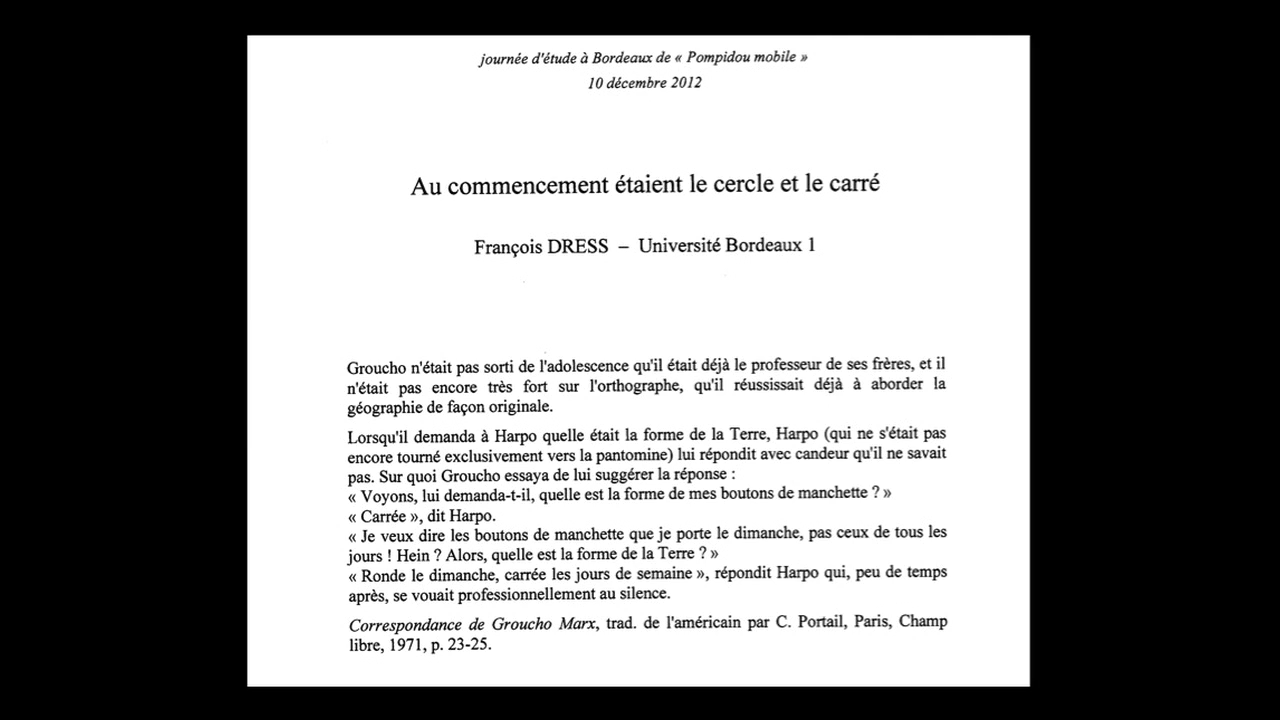 journée d'étude à Bordeaux de « Pompidou mobile »
10 décembre 2012
Au commencement étaient le cercle et le carré
François DRESS – Université Bordeaux 1
Groucho n'était pas sorti de l'adolescence qu'il était déjà le professeur de ses frères, et il
n'était pas encore très fort sur l'orthographe, qu'il réussissait déjà à aborder la
géographie de façon originale.
Lorsqu'il demanda à Harpo quelle était la forme de la Terre, Harpo (qui ne s'était pas
encore tourné exclusivement vers la pantomine) lui répondit avec candeur qu'il ne savait
pas. Sur quoi Groucho essaya de lui suggérer la réponse :
« Voyons, lui demanda-t-il, quelle est la forme de mes boutons de manchette ? »
« Carrée », dit Harpo.
« Je veux dire les boutons de manchette que je porte le dimanche, pas ceux de tous les
jours ! Hein ? Alors, quelle est la forme de la Terre ? »
« Ronde le dimanche, carrée les jours de semaine », répondit Harpo qui, peu de temps
après, se vouait professionnellement au silence.
Correspondance de Groucho Marx, trad. de l'américain par C. Portail, Paris, Champ
libre, 1971, p. 23-25.